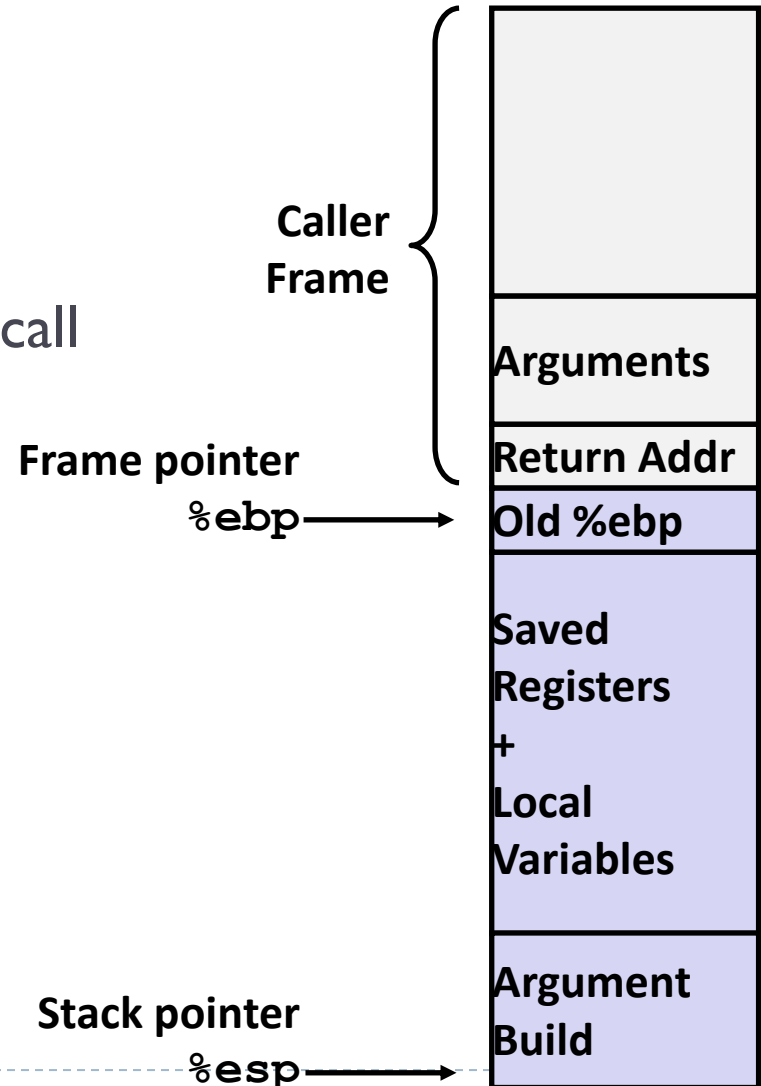 Caller
Frame
call
Arguments
Frame pointer
Return Addr
%ebp
Old %ebp
Saved
Registers
+
Local
Variables
Argument
Build
Stack pointer
%esp